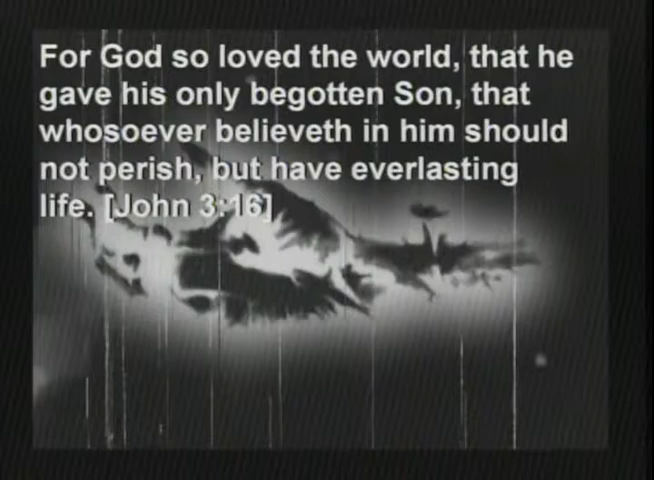 For God so loved the world, that he
gave his only begotten Son, that
whosoever believeth in him should
not perish, but have everlasting
life. [John 3:16]